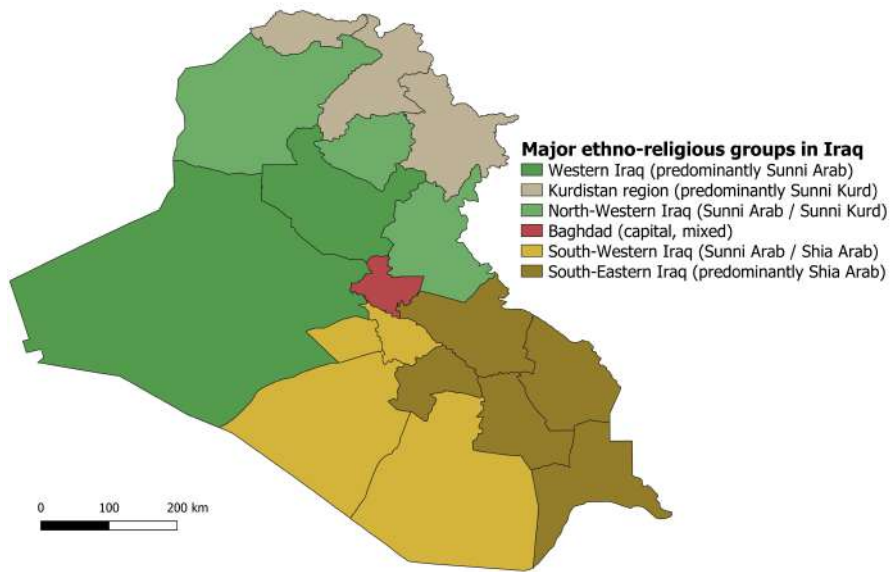 Major ethno-religious groups in Iraq
Western Iraq (predominantly Sunni Arab)
Kurdistan region (predominantly Sunni Kurd)
North-Western Iraq (Sunni Arab / Sunni Kurd)
Baghdad (capital, mixed)
South-Western Iraq (Sunni Arab / Shia Arab)
South-Eastern Iraq (predominantly Shia Arab)
0 100 200 km